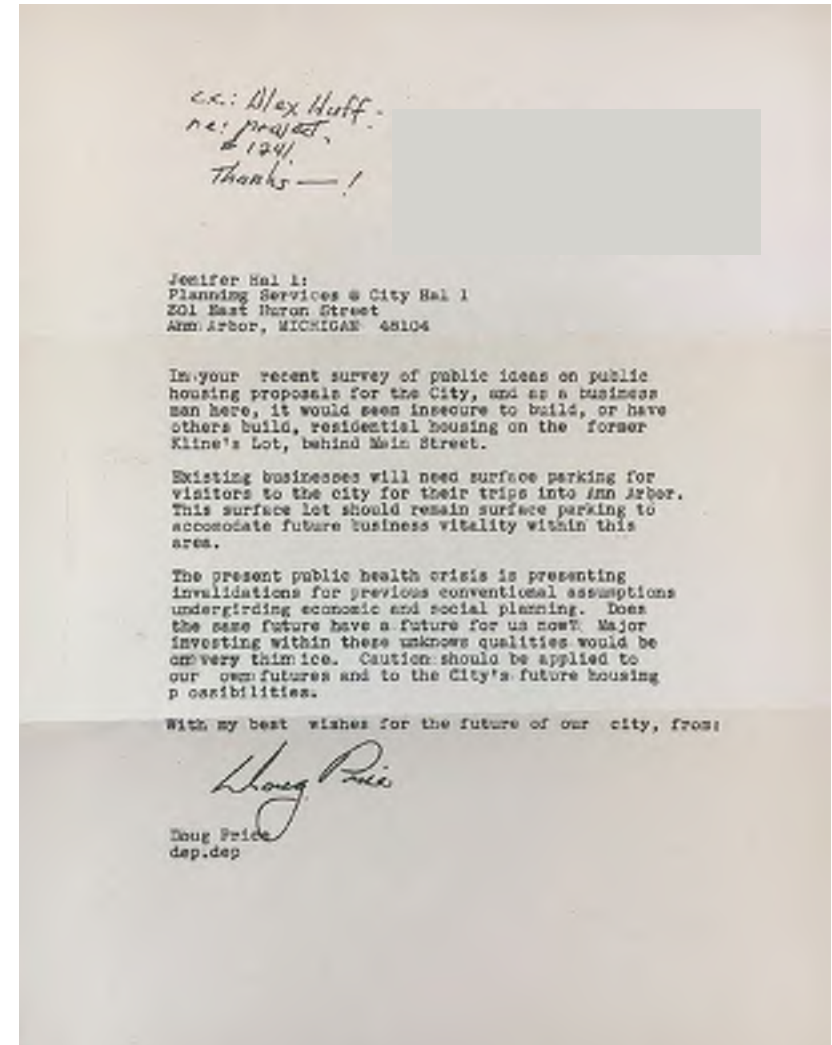 cc: Alex Huff.
re: project.
# 1241.
Thanks — !
Jenifer Hal l:
Planning Services @ City Hal l
301 East Huron Street
Ann Arbor, MICHIGAN 48104
In your recent survey of public ideas on public
housing proposals for the City, and as a business
man here, it would seem insecure to build, or have
others build, residential housing on the former
Kline's Lot, behind Main Street.
Existing businesses will need surface parking for
visitors to the city for their trips into Ann Arbor.
This surface lot should remain surface parking to
accomodate future business vitality within this
area.
The present public health crisis is presenting
invalidations for previous conventional assumptions
undergirding economic and social planning. Does
the same future have a future for us now? Major
investing within these unknown qualities would be
on very thin ice. Caution should be applied to
our own futures and to the City's future housing
p ossibilities.
With my best wishes for the future of our city, from:
Doug Price
Doug Price
dep.dep